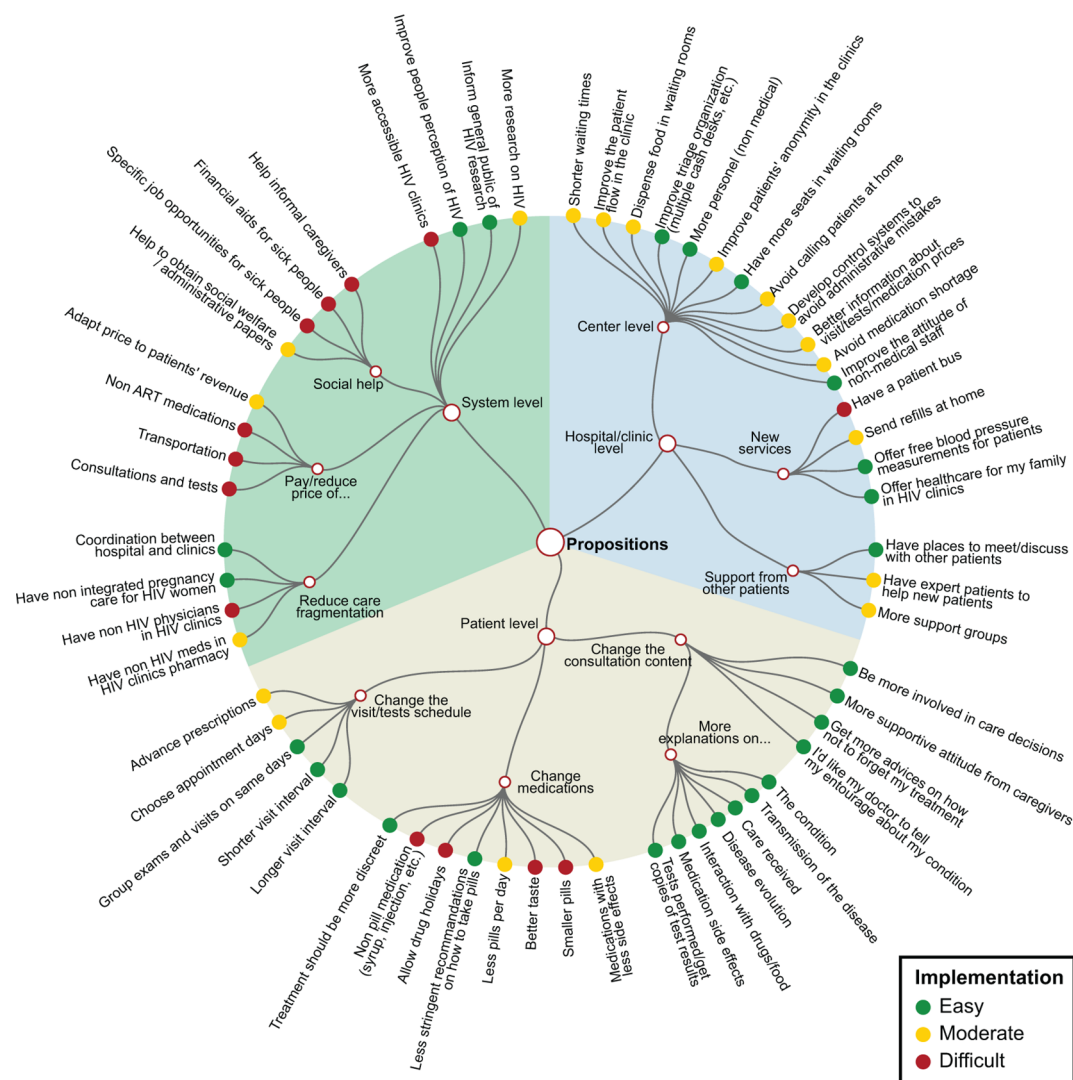 Propositions
System level
More accessible HIV clinics
Improve people perception of HIV
Inform general public of
HIV research
More research on HIV
Social help
Help informal caregivers
Financial aids for sick people
Specific job opportunities for sick people
Help to obtain social welfare
/ administrative papers
Pay/reduce
price of...
Adapt price to patients' revenue
Non ART medications
Transportation
Consultations and tests
Reduce care
fragmentation
Coordination between
hospital and clinics
Have non integrated pregnancy
care for HIV women
Have non HIV physicians
in HIV clinics
Have non HIV meds in
HIV clinics pharmacy
Hospital/clinic
level
Center level
Shorter waiting times
Improve the patient
flow in the clinic
Dispense food in waiting rooms
Improve triage organization
(multiple cash desks, etc.)
More personel (non medical)
Improve patients' anonymity in the clinics
Have more seats in waiting rooms
Avoid calling patients at home
Develop control systems to
avoid administrative mistakes
Better information about
visit/tests/medication prices
Avoid medication shortage
Improve the attitude of
non-medical staff
New
services
Have a patient bus
Send refills at home
Offer free blood pressure
measurements for patients
Offer healthcare for my family
in HIV clinics
Support from
other patients
Have places to meet/discuss
with other patients
Have expert patients to
help new patients
More support groups
Patient level
Change the
consultation content
Be more involved in care decisions
More supportive attitude from caregivers
Get more advices on how
not to forget my treatment
I'd like my doctor to tell
my entourage about my condition
More
explanations on...
The condition
Transmission of the disease
Care received
Disease evolution
Interaction with drugs/food
Medication side effects
Tests performed/get
copies of test results
Change
medications
Medications with
less side effects
Smaller pills
Better taste
Less pills per day
Less stringent recommandations
on how to take pills
Allow drug holidays
Non pill medication
(syrup, injection, etc.)
Treatment should be more discreet
Change the
visit/tests schedule
Longer visit interval
Shorter visit interval
Group exams and visits on same days
Choose appointment days
Advance prescriptions
Implementation
Easy
Moderate
Difficult